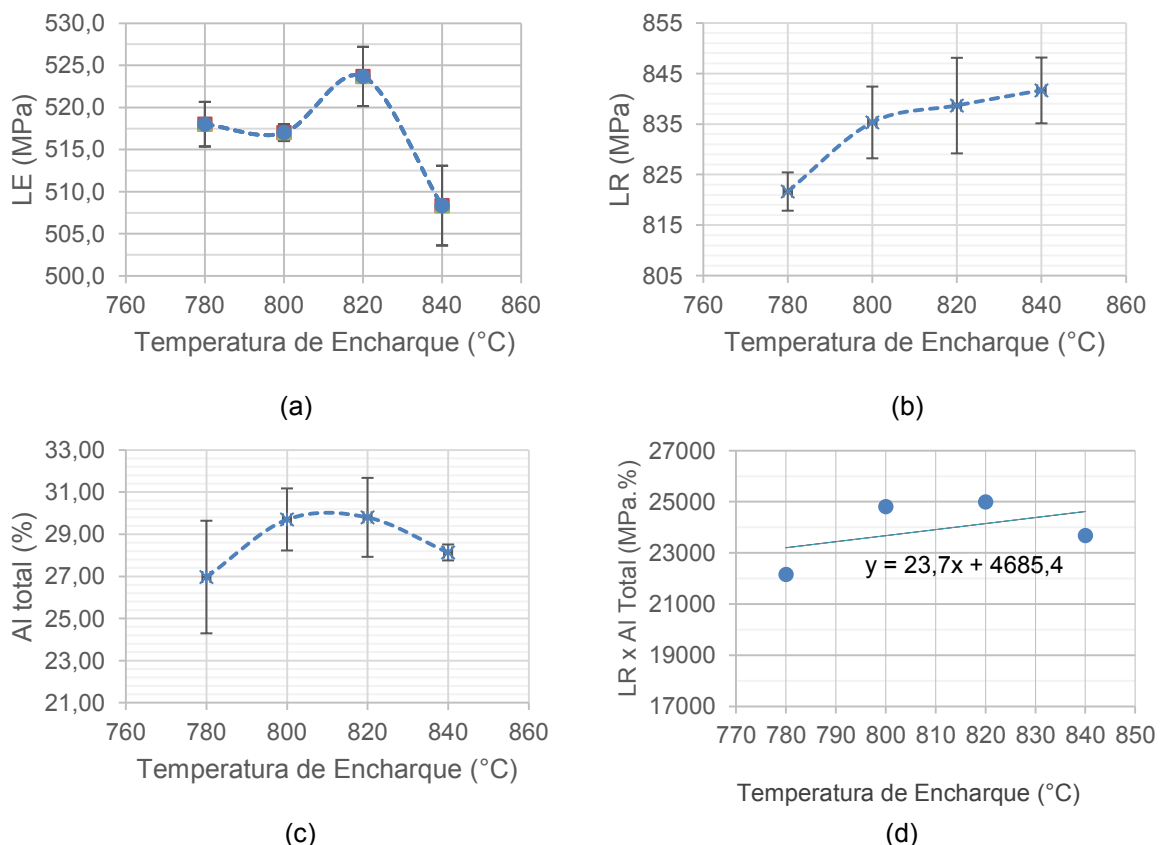 530,0
525,0
520,0
515,0
510,0
505,0
500,0
LE (MPa)
760 780 800 820 840 860
Temperatura de Encharque (°C)
(a)
855
845
835
825
815
805
LR (MPa)
760 780 800 820 840 860
Temperatura de Encharque (°C)
(b)
33,00
31,00
29,00
27,00
25,00
23,00
21,00
Al total (%)
760 780 800 820 840 860
Temperatura de Encharque (°C)
(c)
27000
25000
23000
21000
19000
17000
LR x Al Total (MPa.%)
y = 23,7x + 4685,4
770 780 790 800 810 820 830 840 850
Temperatura de Encharque (°C)
(d)